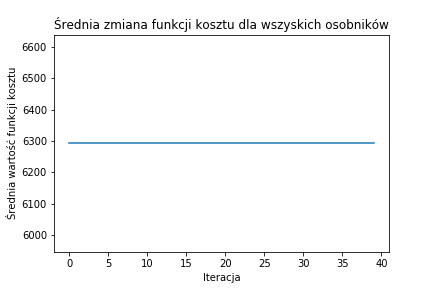 Średnia zmiana funkcji kosztu dla wszyskich osobników
6600
6500
6400
6300
6200
6100
6000
Średnia wartość funkcji kosztu
0 5 10 15 20 25 30 35 40
Iteracja